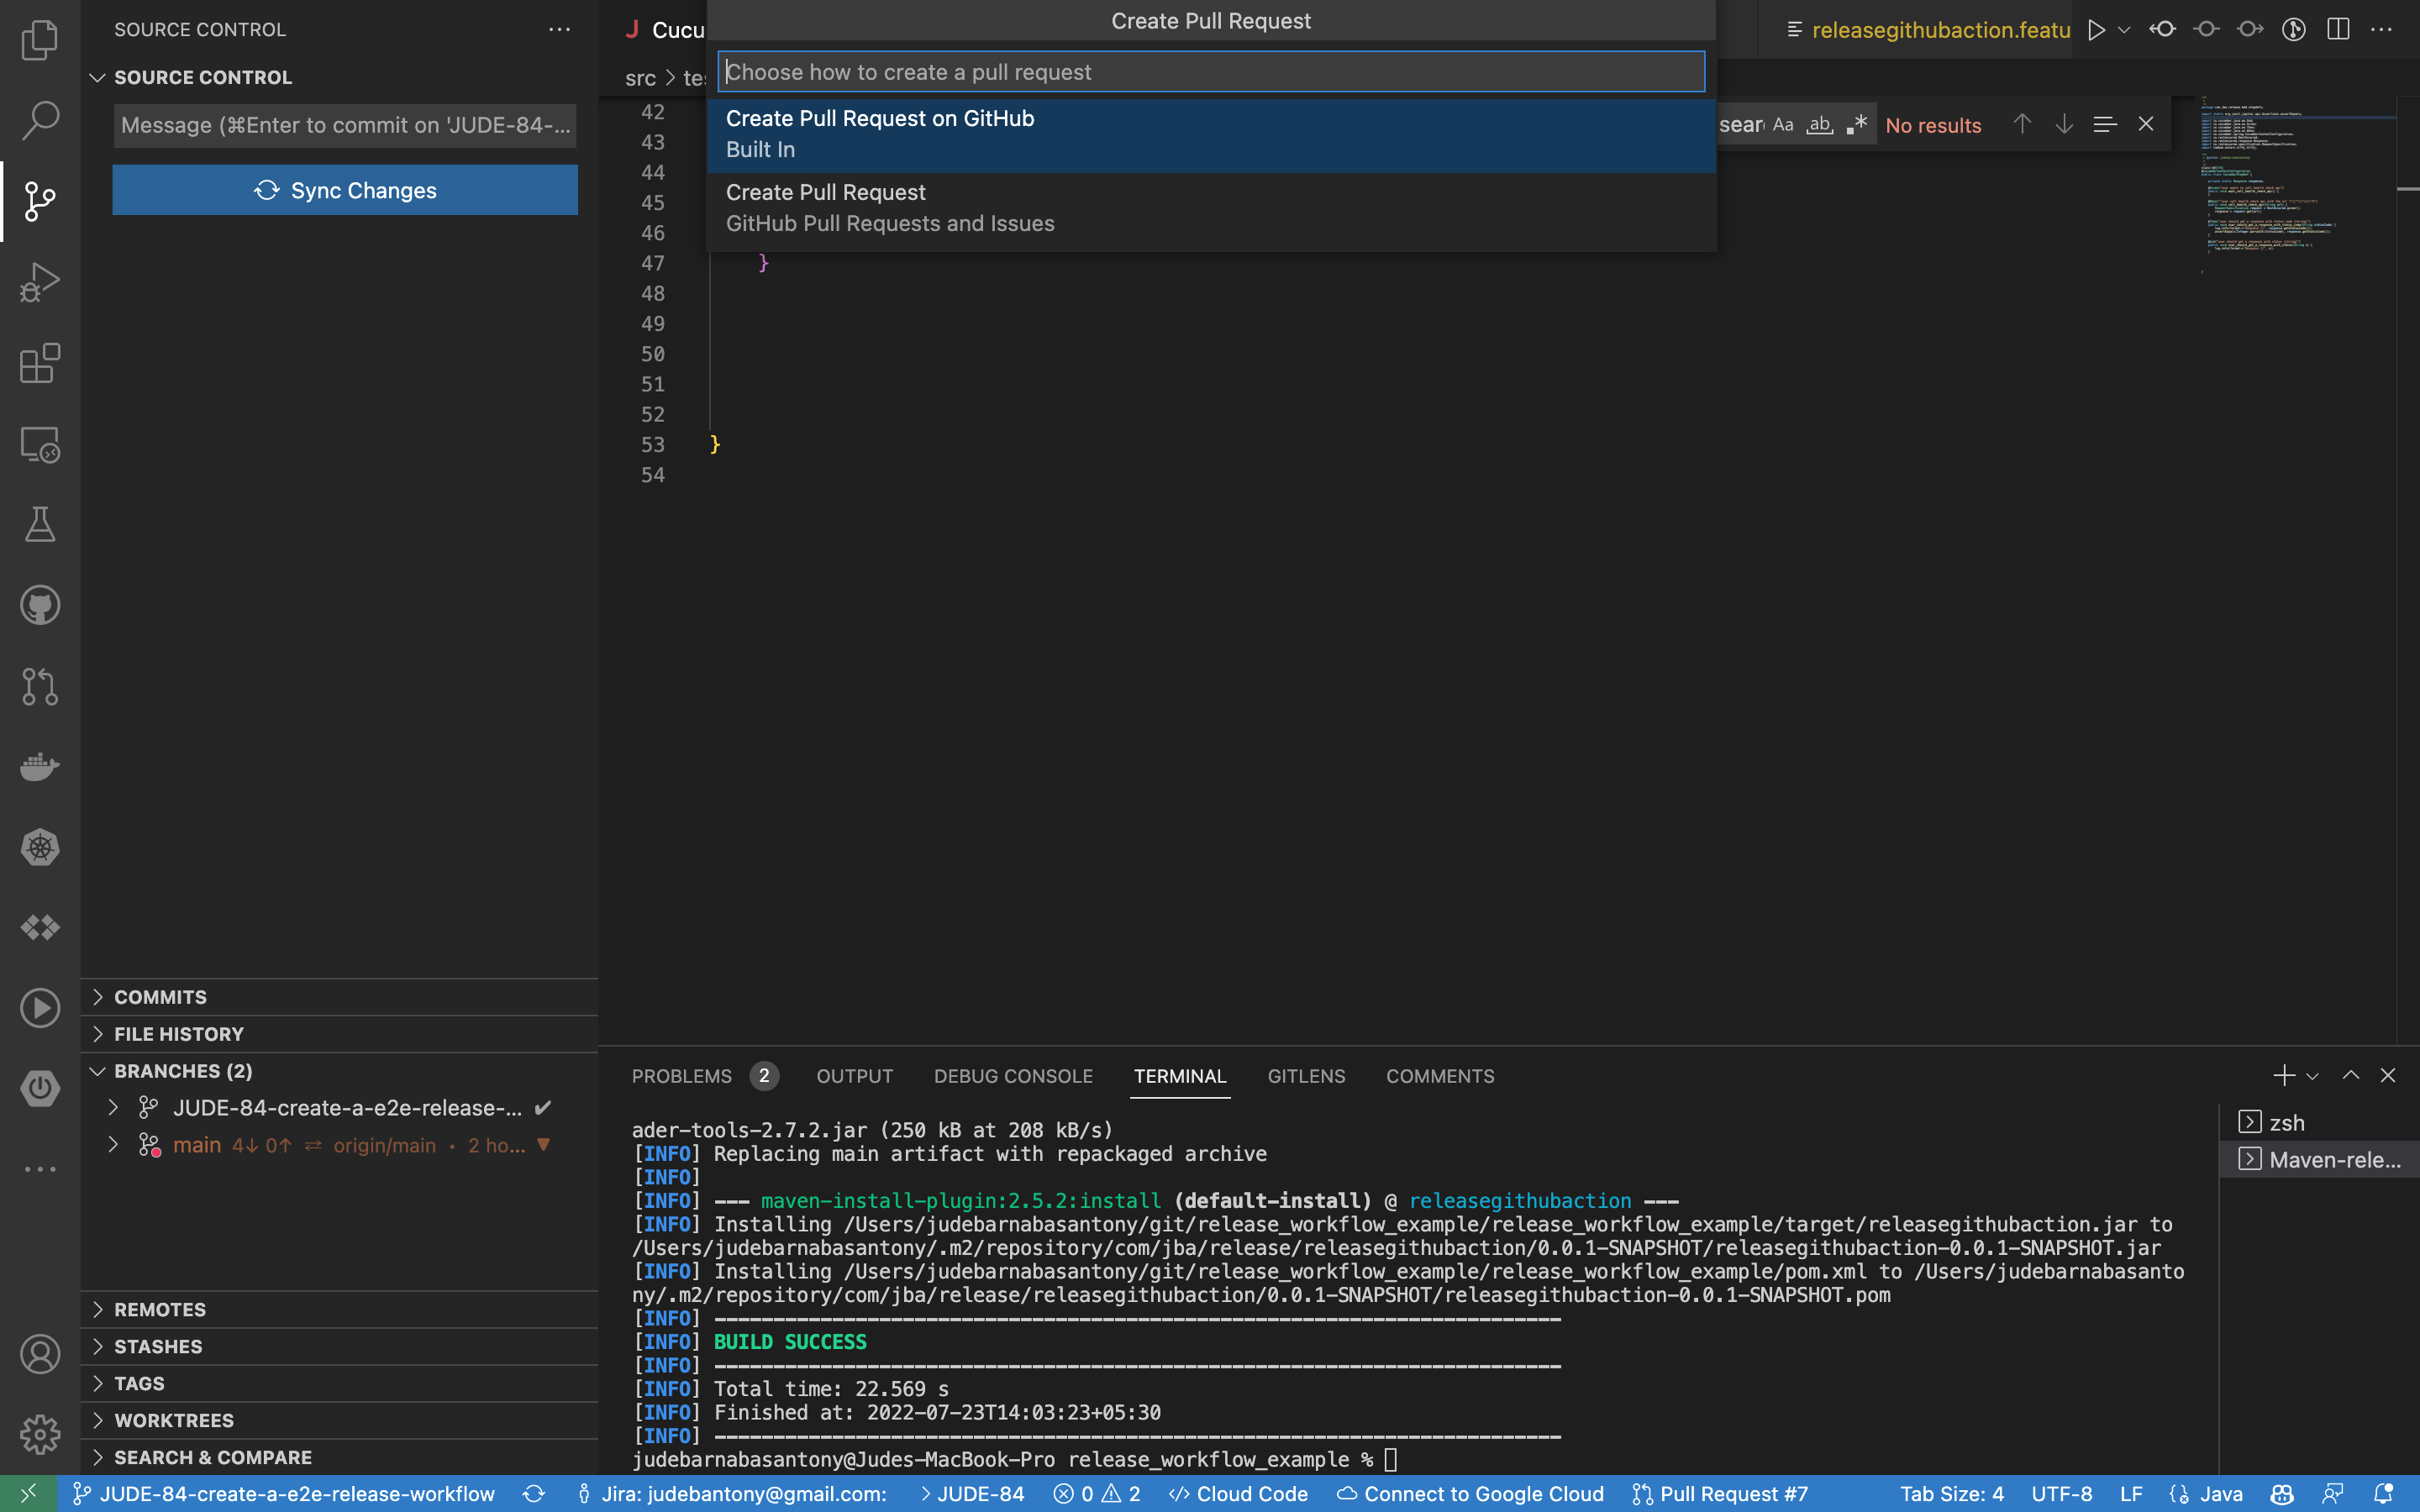 SOURCE CONTROL
SOURCE CONTROL
Message (⌘Enter to commit on 'JUDE-84-...
Sync Changes
COMMITS
FILE HISTORY
BRANCHES (2)
JUDE-84-create-a-e2e-release-... ✔
main 4↓ 0↑ ⇄ origin/main • 2 ho... ▼
REMOTES
STASHES
TAGS
WORKTREES
SEARCH & COMPARE
J Cucu
releasegithubaction.featu
src > tes
Create Pull Request
Choose how to create a pull request
Create Pull Request on GitHub
Built In
Create Pull Request
GitHub Pull Requests and Issues
sear Aa ab .* No results
42
43
44
45
46
47 }
48
49
50
51
52
53 }
54
PROBLEMS 2 OUTPUT DEBUG CONSOLE TERMINAL GITLENS COMMENTS
ader-tools-2.7.2.jar (250 kB at 208 kB/s)
[INFO] Replacing main artifact with repackaged archive
[INFO]
[INFO] --- maven-install-plugin:2.5.2:install (default-install) @ releasegithubaction ---
[INFO] Installing /Users/judebarnabasantony/git/release_workflow_example/release_workflow_example/target/releasegithubaction.jar to
/Users/judebarnabasantony/.m2/repository/com/jba/release/releasegithubaction/0.0.1-SNAPSHOT/releasegithubaction-0.0.1-SNAPSHOT.jar
[INFO] Installing /Users/judebarnabasantony/git/release_workflow_example/release_workflow_example/pom.xml to /Users/judebarnabasanto
ny/.m2/repository/com/jba/release/releasegithubaction/0.0.1-SNAPSHOT/releasegithubaction-0.0.1-SNAPSHOT.pom
[INFO] ------------------------------------------------------------------------
[INFO] BUILD SUCCESS
[INFO] ------------------------------------------------------------------------
[INFO] Total time: 22.569 s
[INFO] Finished at: 2022-07-23T14:03:23+05:30
[INFO] ------------------------------------------------------------------------
judebarnabasantony@Judes-MacBook-Pro release_workflow_example %
zsh
Maven-rele...
JUDE-84-create-a-e2e-release-workflow Jira: judebantony@gmail.com: > JUDE-84 0 2 </> Cloud Code Connect to Google Cloud Pull Request #7 Tab Size: 4 UTF-8 LF Java